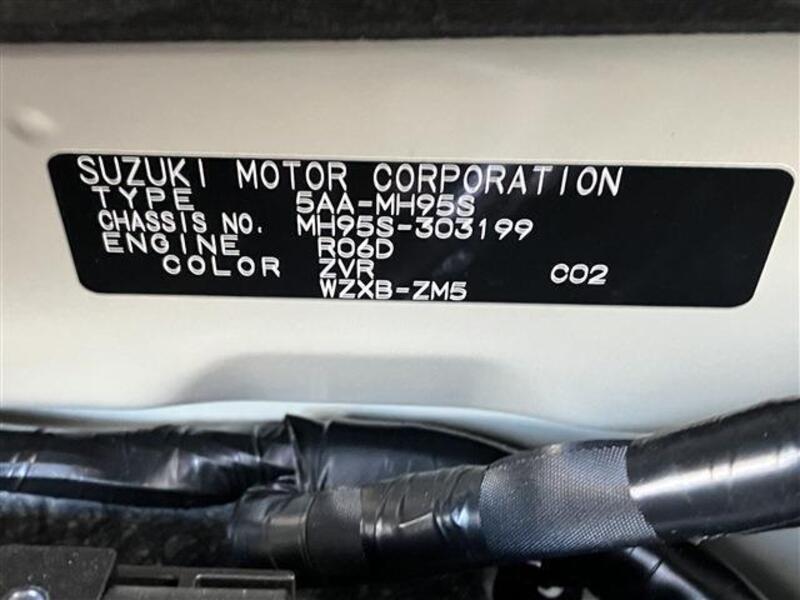 SUZUKI MOTOR CORPORATION
TYPE 5AA-MH95S
CHASSIS NO. MH95S-303199
ENGINE R06D
COLOR ZVR C02
WZXB-ZM5